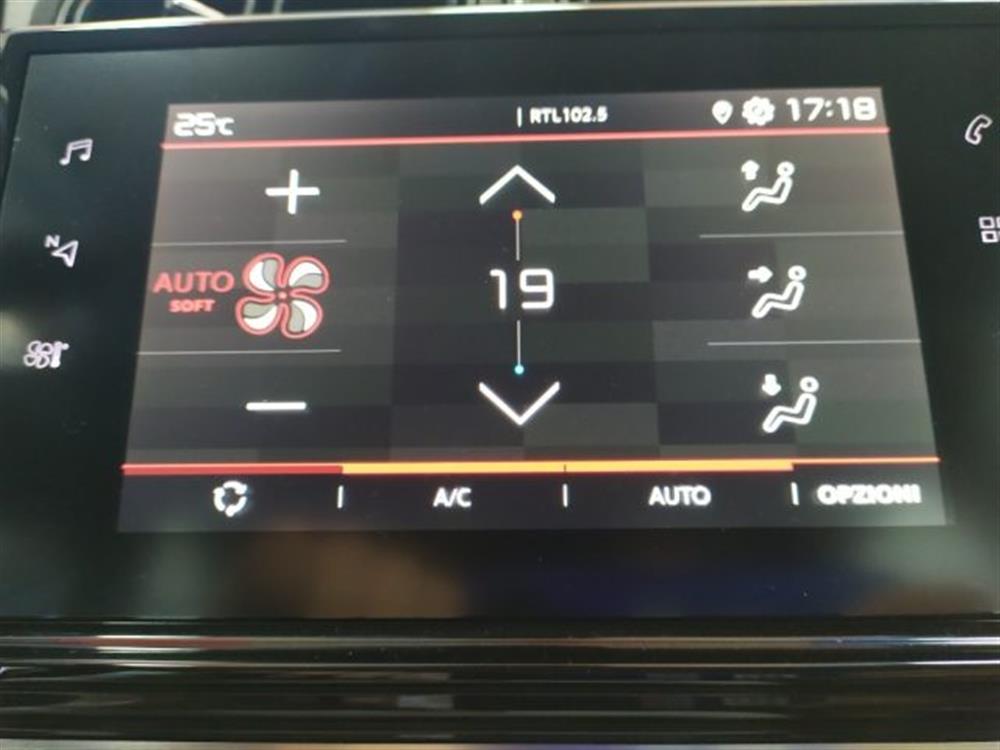 25°C | RTL102.5 17:18
N
AUTO
SOFT
19
A/C | AUTO | OPZIONI